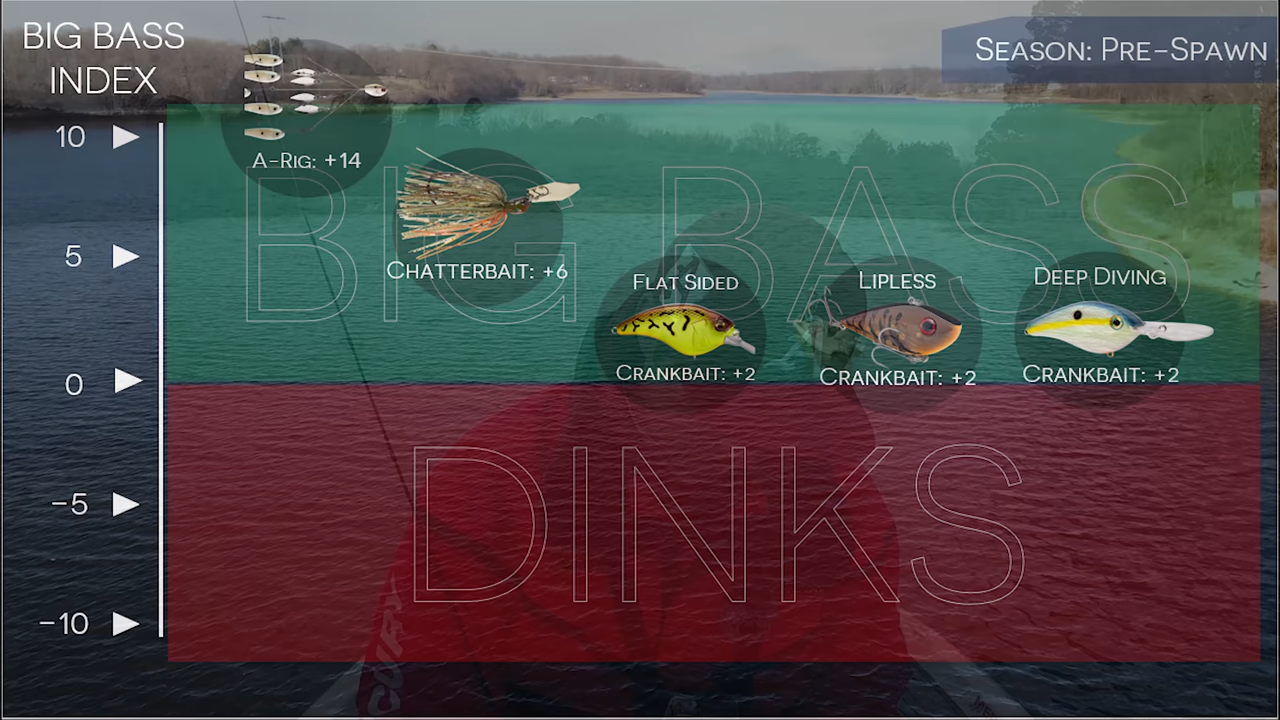 BIG BASS
INDEX
SEASON: PRE-SPAWN
10
5
0
-5
-10
A-RIG: +14
CHATTERBAIT: +6
FLAT SIDED
CRANKBAIT: +2
LIPLESS
CRANKBAIT: +2
DEEP DIVING
CRANKBAIT: +2
BIG BASS
DINKS